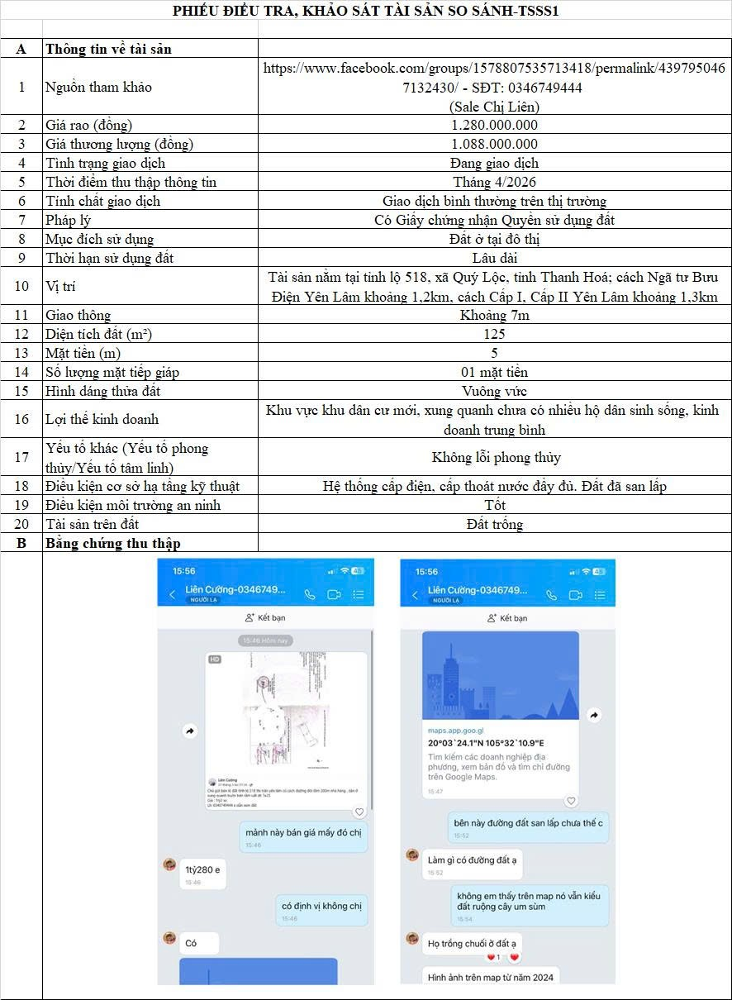 PHIẾU ĐIỀU TRA, KHẢO SÁT TÀI SẢN SO SÁNH-TSSS1
A Thông tin về tài sản
1 Nguồn tham khảo https://www.facebook.com/groups/1578807535713418/permalink/439795046
7132430/ - SĐT: 0346749444
(Sale Chị Liên)
2 Giá rao (đồng) 1.280.000.000
3 Giá thương lượng (đồng) 1.088.000.000
4 Tình trạng giao dịch Đang giao dịch
5 Thời điểm thu thập thông tin Tháng 4/2026
6 Tính chất giao dịch Giao dịch bình thường trên thị trường
7 Pháp lý Có Giấy chứng nhận Quyền sử dụng đất
8 Mục đích sử dụng Đất ở tại đô thị
9 Thời hạn sử dụng đất Lâu dài
10 Vị trí Tài sản nằm tại tỉnh lộ 518, xã Quý Lộc, tỉnh Thanh Hoá; cách Ngã tư Bưu
Điện Yên Lâm khoảng 1,2km, cách Cấp I, Cấp II Yên Lâm khoảng 1,3km
11 Giao thông Khoảng 7m
12 Diện tích đất (m²) 125
13 Mặt tiền (m) 5
14 Số lượng mặt tiếp giáp 01 mặt tiền
15 Hình dáng thửa đất Vuông vức
16 Lợi thế kinh doanh Khu vực khu dân cư mới, xung quanh chưa có nhiều hộ dân sinh sống, kinh
doanh trung bình
17 Yếu tố khác (Yếu tố phong
thủy/Yếu tố tâm linh) Không lỗi phong thủy
18 Điều kiện cơ sở hạ tầng kỹ thuật Hệ thống cấp điện, cấp thoát nước đầy đủ. Đất đã san lấp
19 Điều kiện môi trường an ninh Tốt
20 Tài sản trên đất Đất trống
B Bằng chứng thu thập
15:56 48
Liên Cường-0346749...
NGƯỜI LẠ
Kết bạn
15:46 Hôm nay
HD
Liên Cường
mảnh này bán giá mấy đó chị
15:46
1tỷ280 e
15:46
có định vị không chị
15:46
Có
15:56 48
Liên Cường-0346749...
NGƯỜI LẠ
Kết bạn
maps.app.goo.gl
20°03`24.1"N 105°32`10.9"E
Tìm kiếm các doanh nghiệp địa
phương, xem bản đồ và tìm chỉ đường
trên Google Maps.
15:47
bên này đường đất san lấp chưa thế c
15:52
Làm gì có đường đất ạ
15:52
không em thấy trên map nó vẫn kiểu
đất ruộng cây um sùm
15:54
Họ trồng chuối ở đất ạ
1
Hình ảnh trên map từ năm 2024